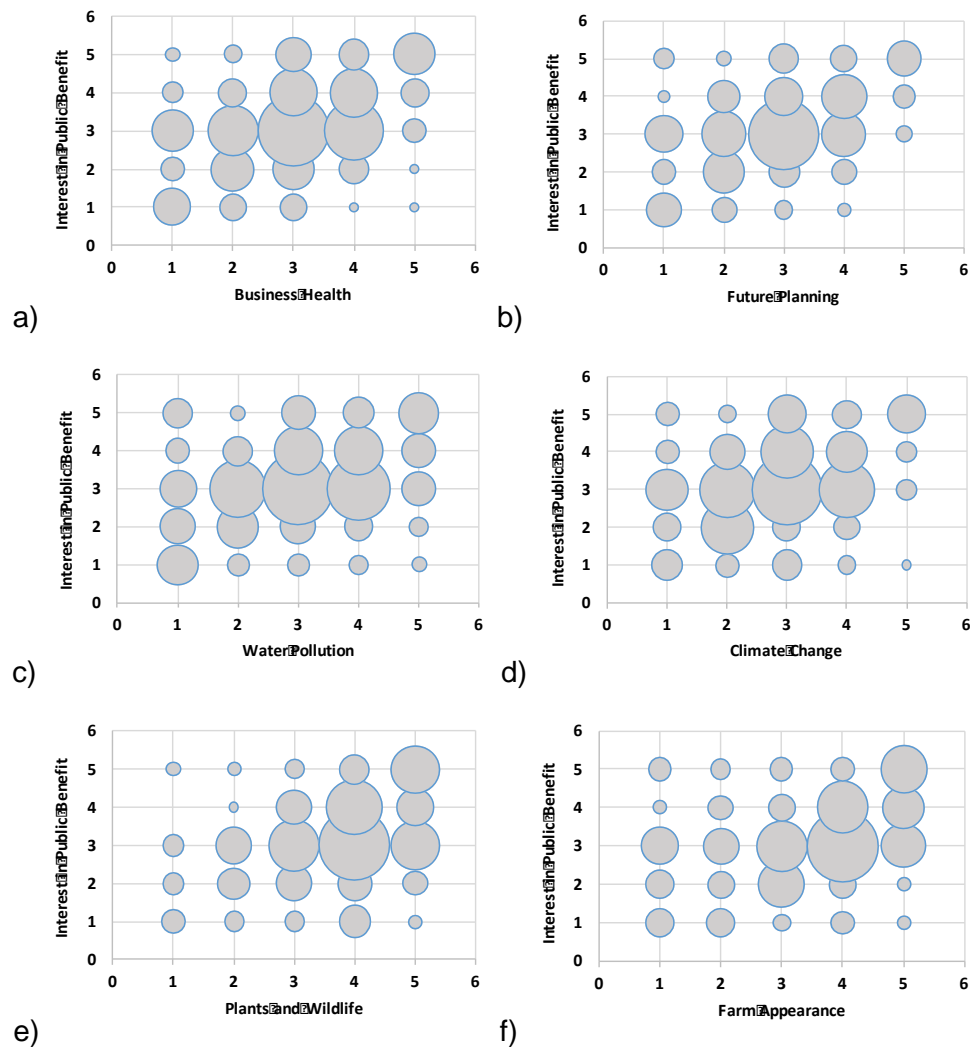 6
5
4
3
2
1
0
Interest in Public Benefit
0 1 2 3 4 5 6
Business Health
a)
6
5
4
3
2
1
0
Interest in Public Benefit
0 1 2 3 4 5 6
Future Planning
b)
6
5
4
3
2
1
0
Interest in Public Benefit
0 1 2 3 4 5 6
Water Pollution
c)
6
5
4
3
2
1
0
Interest in Public Benefit
0 1 2 3 4 5 6
Climate Change
d)
6
5
4
3
2
1
0
Interest in Public Benefit
0 1 2 3 4 5 6
Plants and Wildlife
e)
6
5
4
3
2
1
0
Interest in Public Benefit
0 1 2 3 4 5 6
Farm Appearance
f)